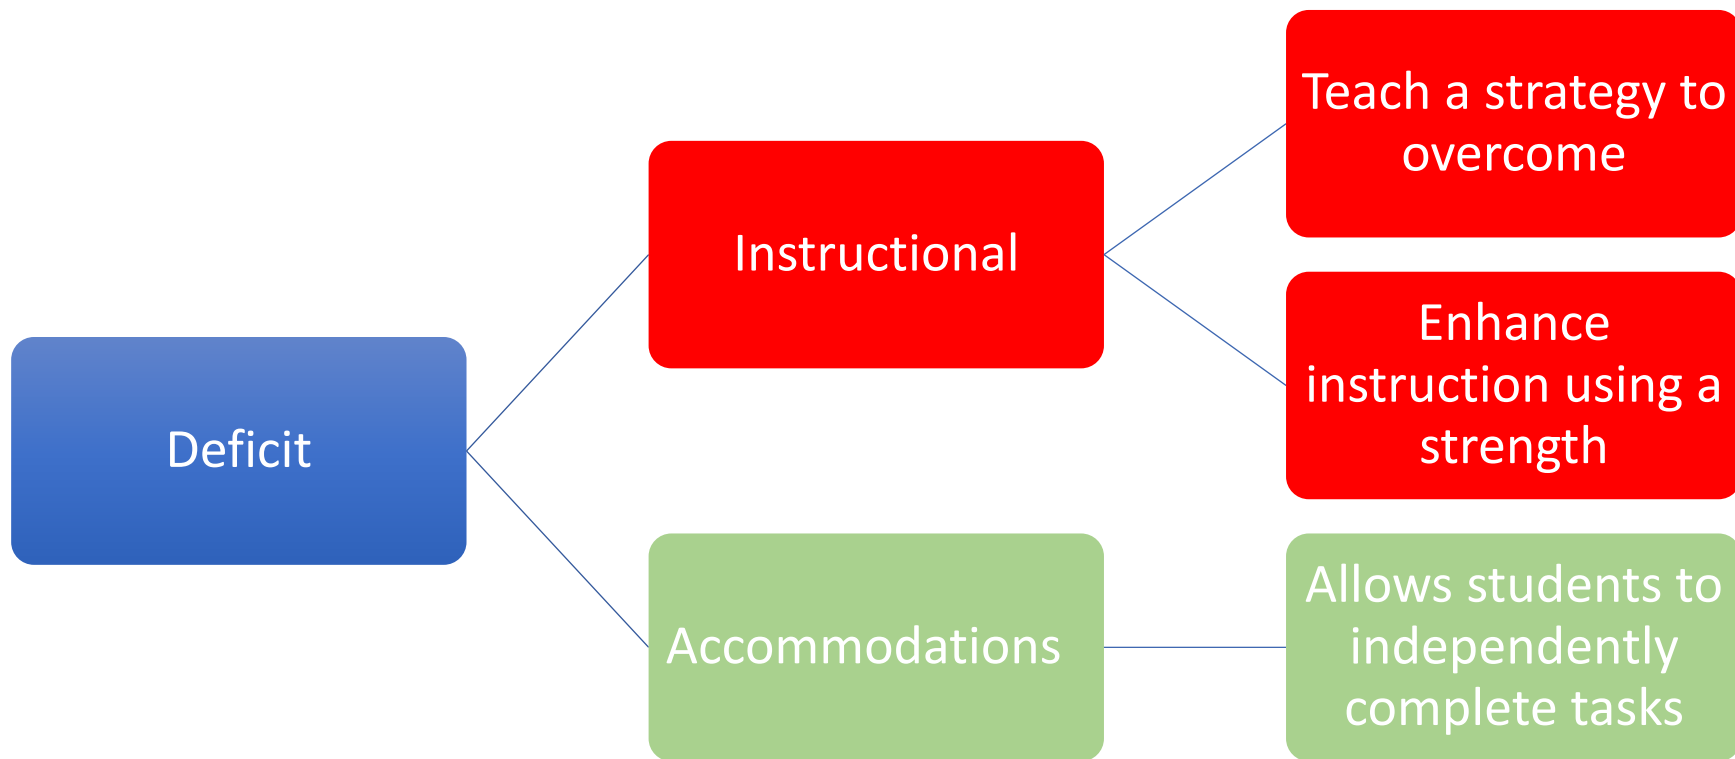 Deficit
Instructional
Teach a strategy to
overcome
Enhance
instruction using a
strength
Accommodations
Allows students to
independently
complete tasks